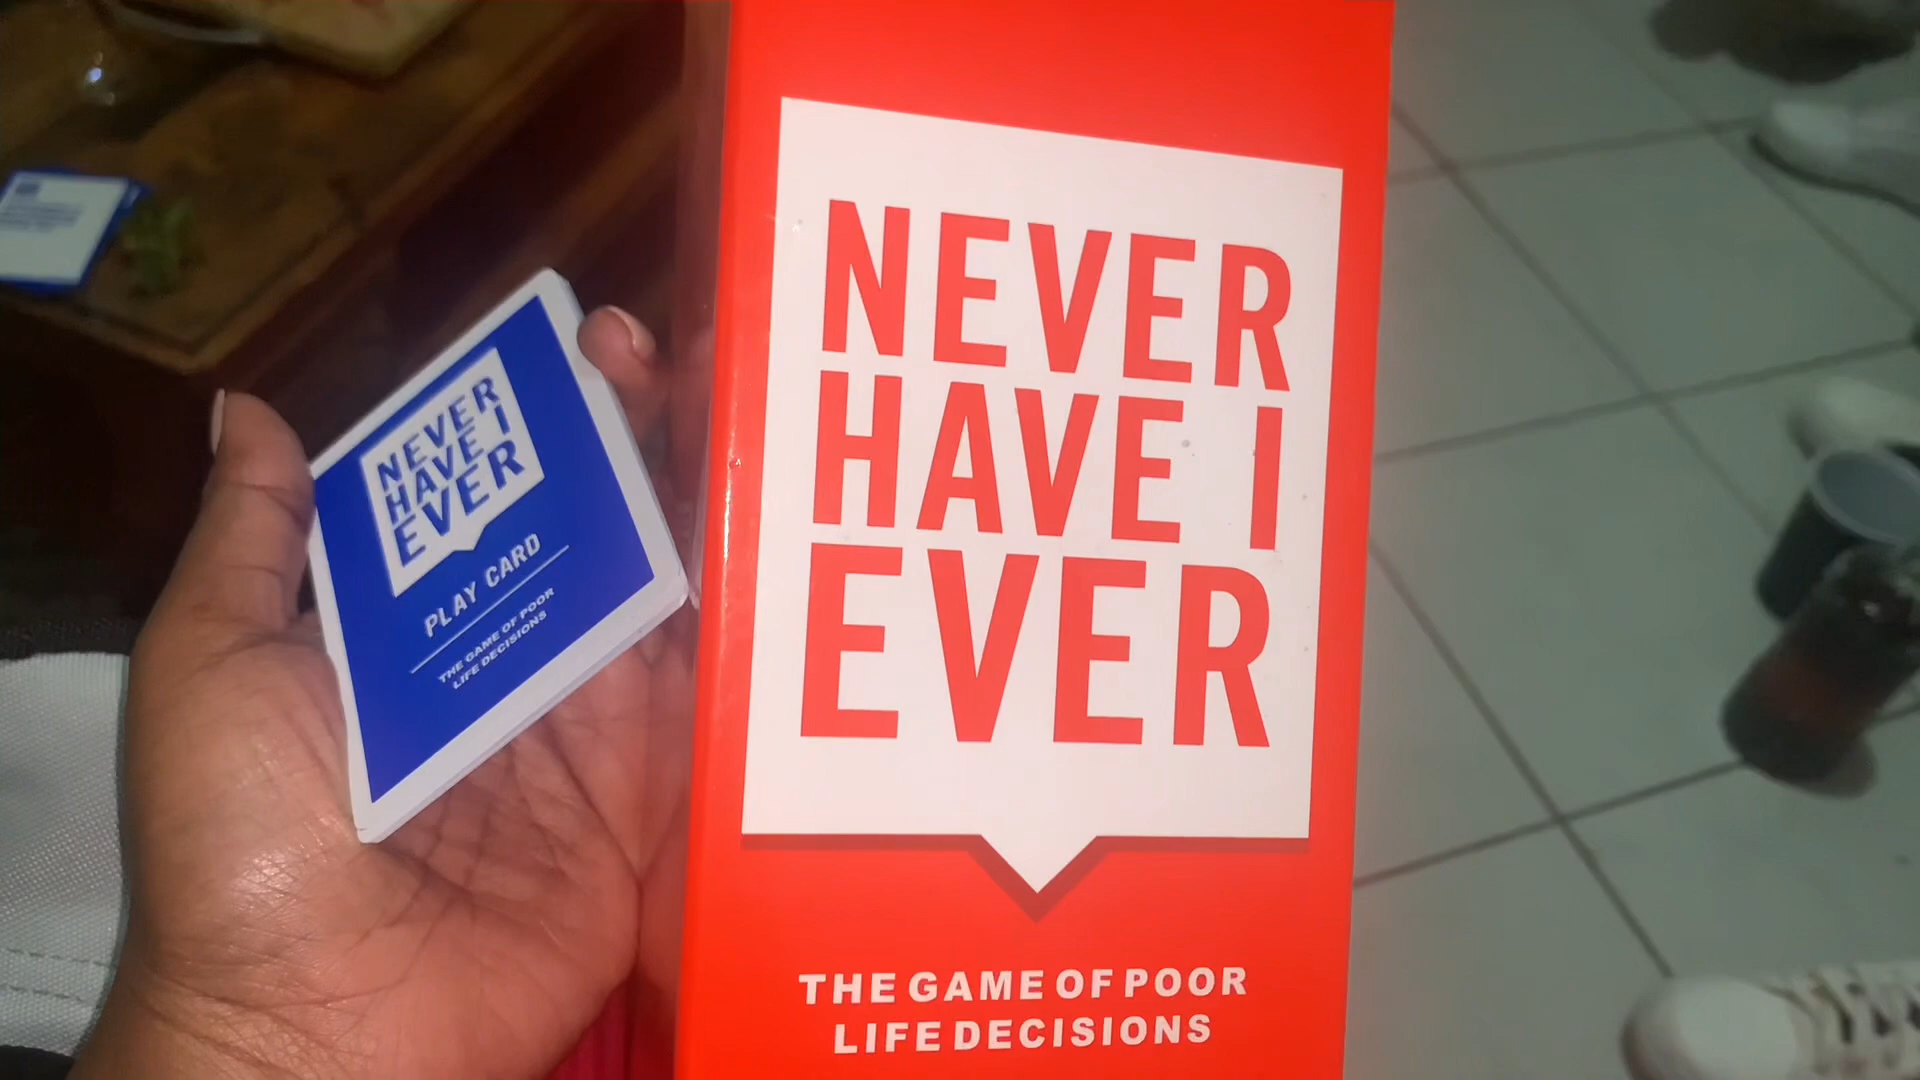 NEVER
HAVE I
EVER
PLAY CARD
THE GAME OF POOR
LIFE DECISIONS
NEVER
HAVE I
EVER
THE GAME OF POOR
LIFE DECISIONS